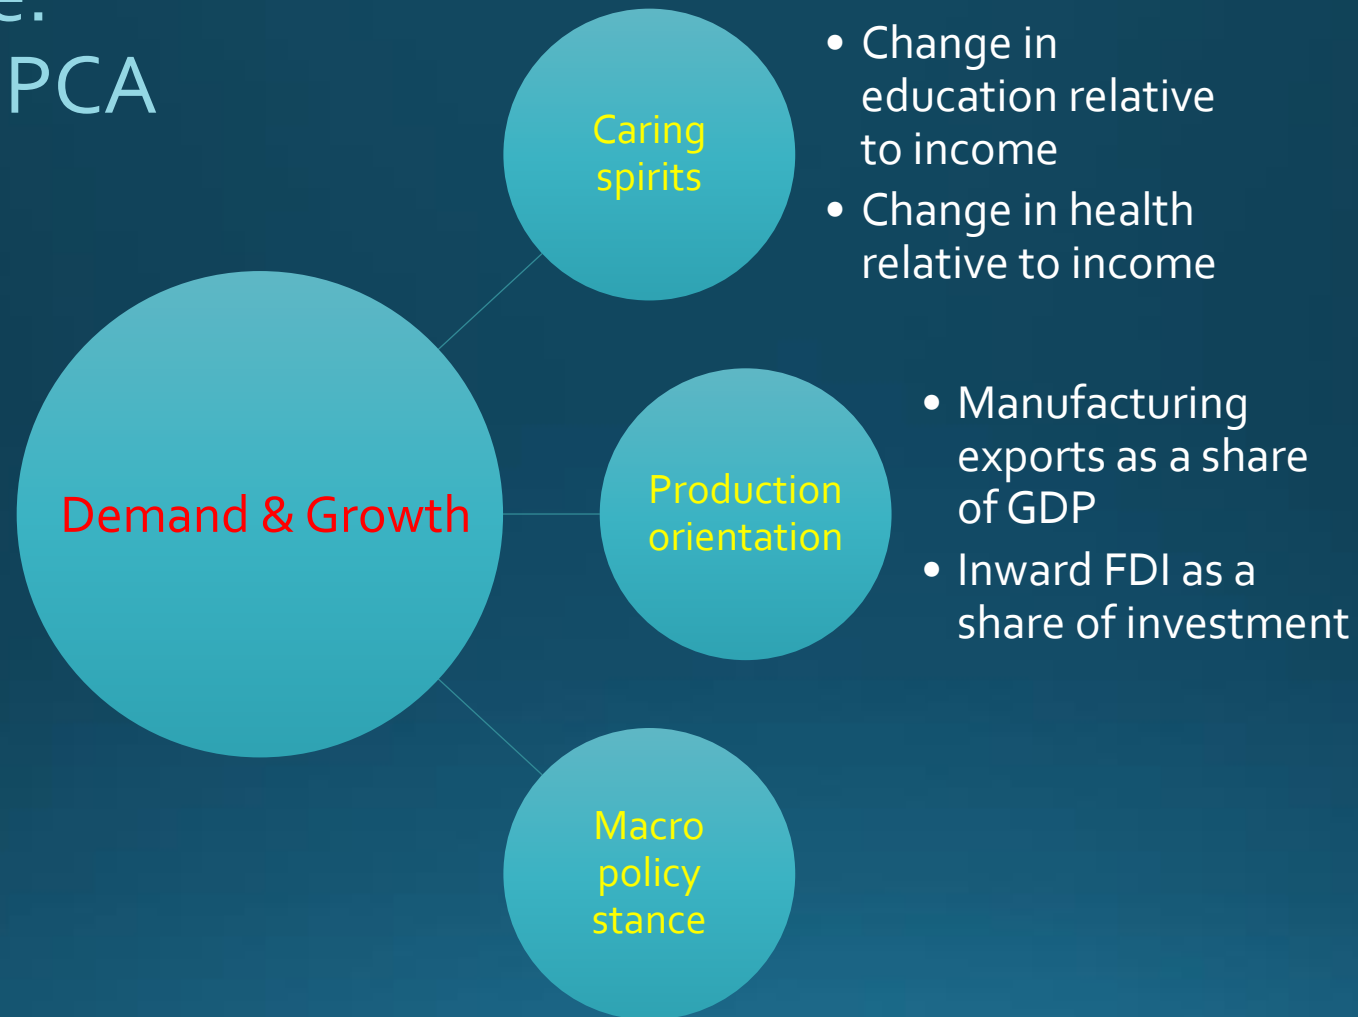 PCA
Caring
spirits
• Change in
education relative
to income
• Change in health
relative to income
Demand & Growth
Production
orientation
• Manufacturing
exports as a share
of GDP
• Inward FDI as a
share of investment
Macro
policy
stance